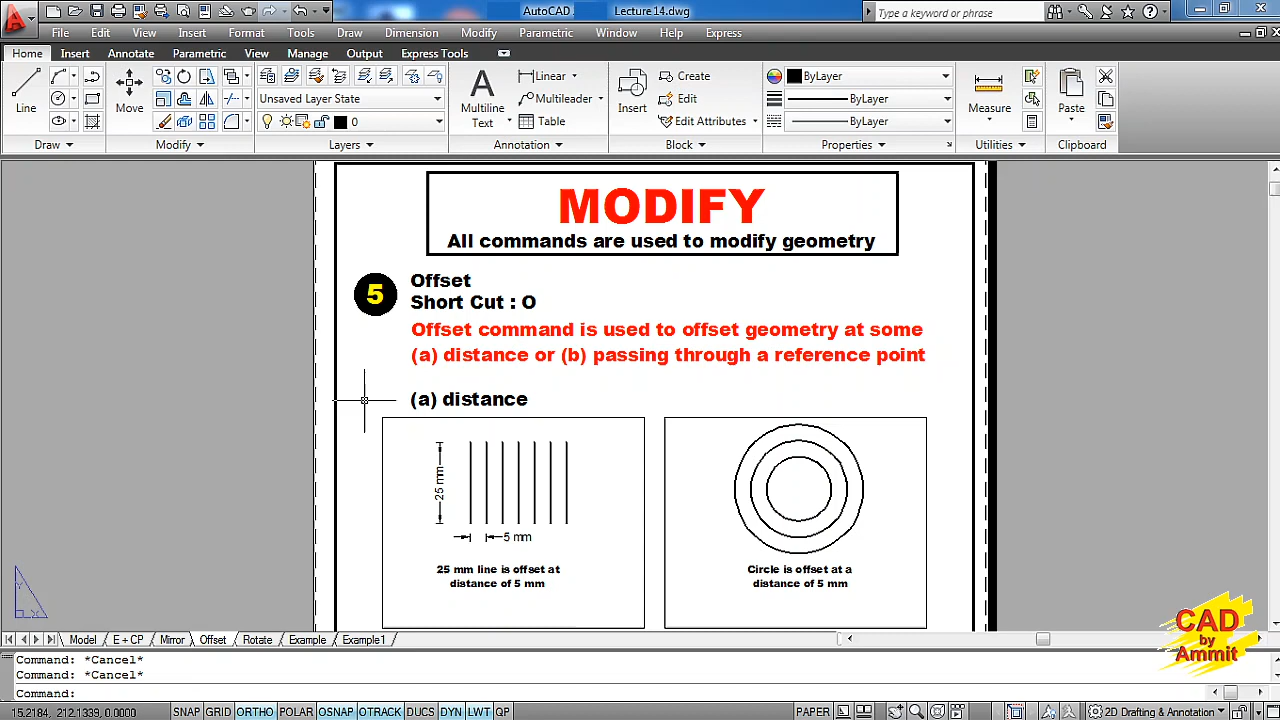 AutoCAD
Lecture 14.dwg
Type a keyword or phrase
File
Edit
View
Insert
Format
Tools
Draw
Dimension
Modify
Parametric
Window
Help
Express
Home
Insert
Annotate
Parametric
View
Manage
Output
Express Tools
Line
Move
Unsaved Layer State
0
A
Multiline
Text
Linear
Multileader
Table
Insert
Create
Edit
Edit Attributes
ByLayer
ByLayer
ByLayer
Measure
Paste
Draw
Modify
Layers
Annotation
Block
Properties
Utilities
Clipboard
MODIFY
All commands are used to modify geometry
5
Offset
Short Cut : O
Offset command is used to offset geometry at some
(a) distance or (b) passing through a reference point
(a) distance
25 mm
5 mm
25 mm line is offset at
distance of 5 mm
Circle is offset at a
distance of 5 mm
Y
X
Model
E + CP
Mirror
Offset
Rotate
Example
Example1
CAD
by
Ammit
Command: *Cancel*
Command: *Cancel*
Command:
15.2184, 212.1339, 0.0000
SNAP
GRID
ORTHO
POLAR
OSNAP
OTRACK
DUCS
DYN
LWT
QP
PAPER
2D Drafting & Annotation